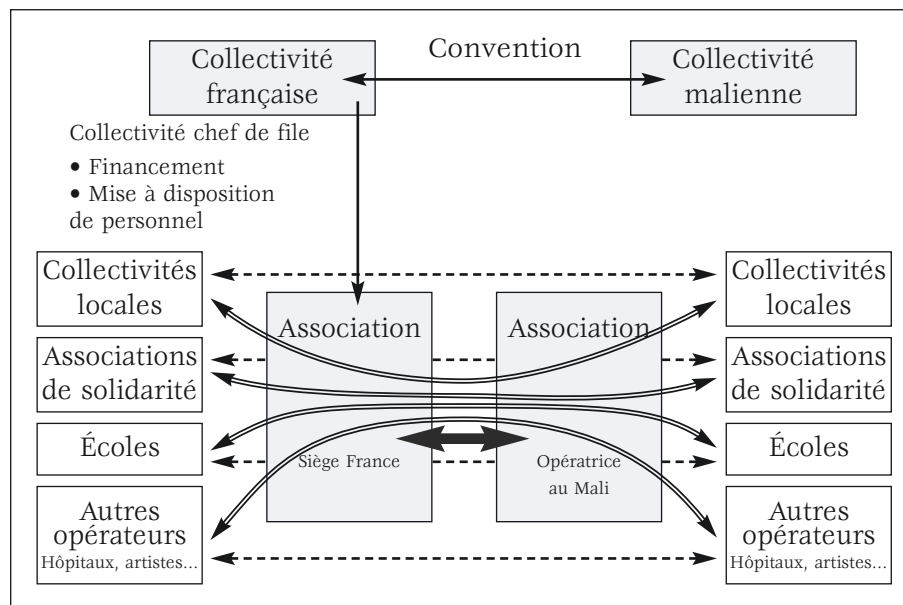 Convention
Collectivité
française
Collectivité
malienne
Collectivité chef de file
• Financement
• Mise à disposition
de personnel
Collectivités
locales
Associations
de solidarité
Écoles
Autres
opérateurs
Hôpitaux, artistes...
Association
Siège France
Association
Opératrice
au Mali
Collectivités
locales
Associations
de solidarité
Écoles
Autres
opérateurs
Hôpitaux, artistes...